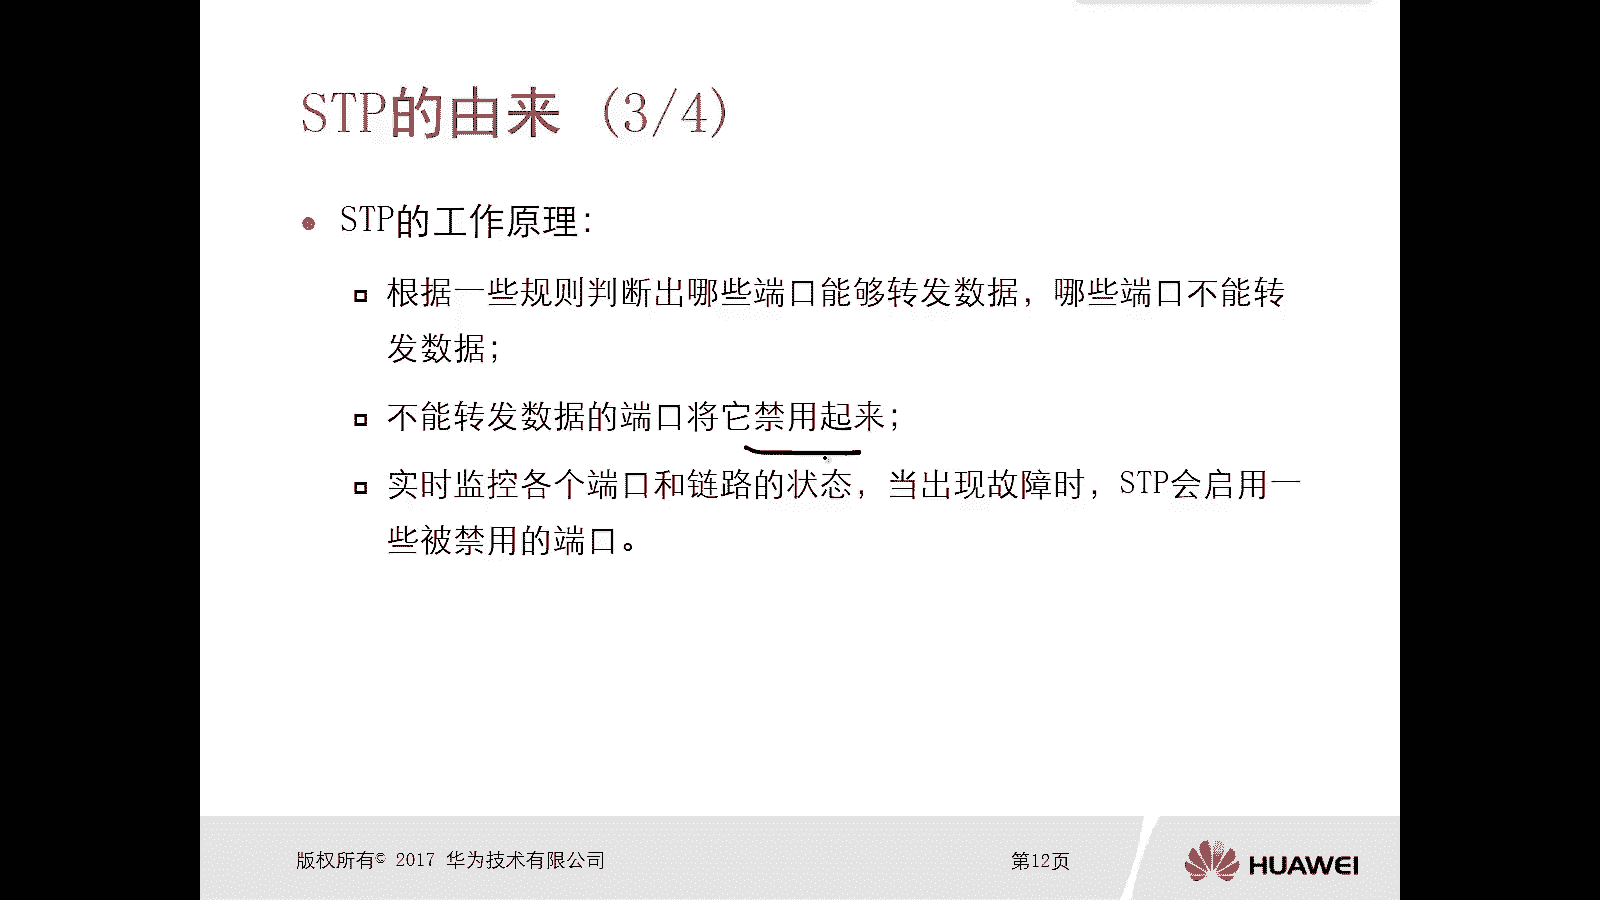 STP的由来 (3/4)
STP的工作原理:
根据一些规则判断出哪些端口能够转发数据，哪些端口不能转
发数据;
不能转发数据的端口将它禁用起来;
实时监控各个端口和链路的状态，当出现故障时，STP会启用一
些被禁用的端口。
版权所有© 2017 华为技术有限公司
第12页
HUAWEI